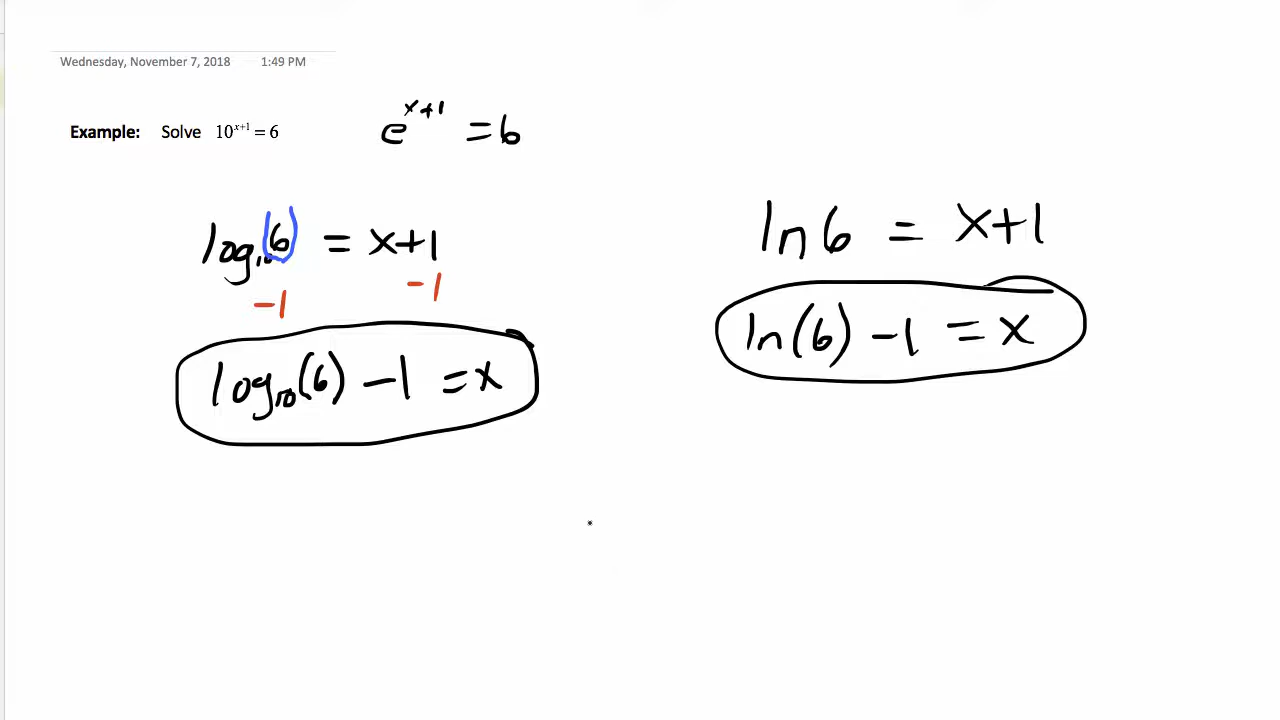 Wednesday, November 7, 2018 1:49 PM
Example: Solve 10^{x+1} = 6
e^{x+1} = 6
log₁₀(6) = x+1
-1 -1
log₁₀(6) - 1 = x
ln 6 = x+1
ln(6) - 1 = x